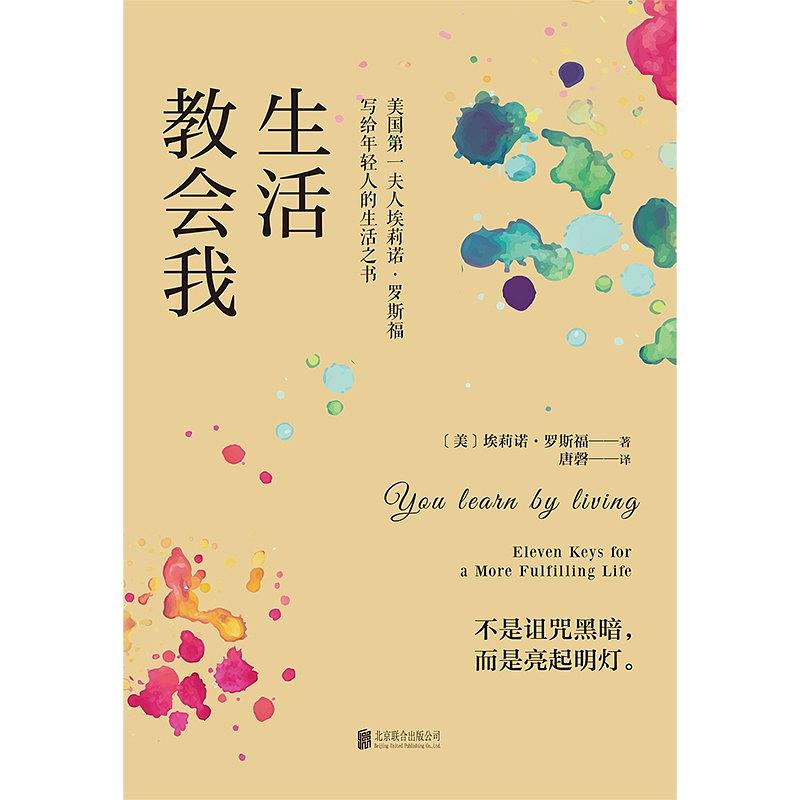 生活
教会我
美国第一夫人埃莉诺·罗斯福
写给年轻人的生活之书
〔美〕埃莉诺·罗斯福——著
唐磬——译
You learn by living
Eleven Keys for
a More Fulfilling Life
不是诅咒黑暗，
而是亮起明灯。
北京联合出版公司
Beijing United Publishing Co.,Ltd.